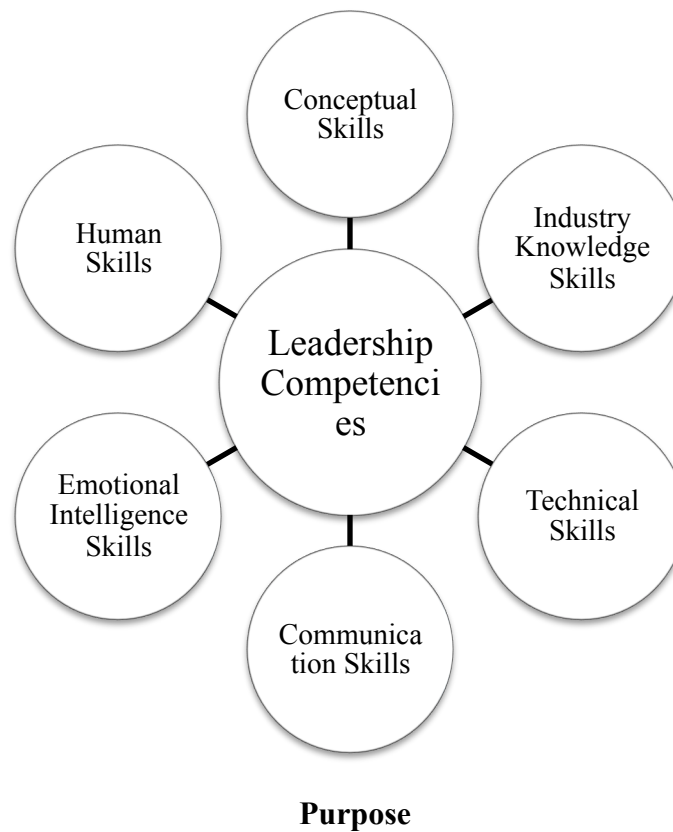 Conceptual
Skills
Industry
Knowledge
Skills
Technical
Skills
Communica
tion Skills
Emotional
Intelligence
Skills
Human
Skills
Leadership
Competenci
es
Purpose